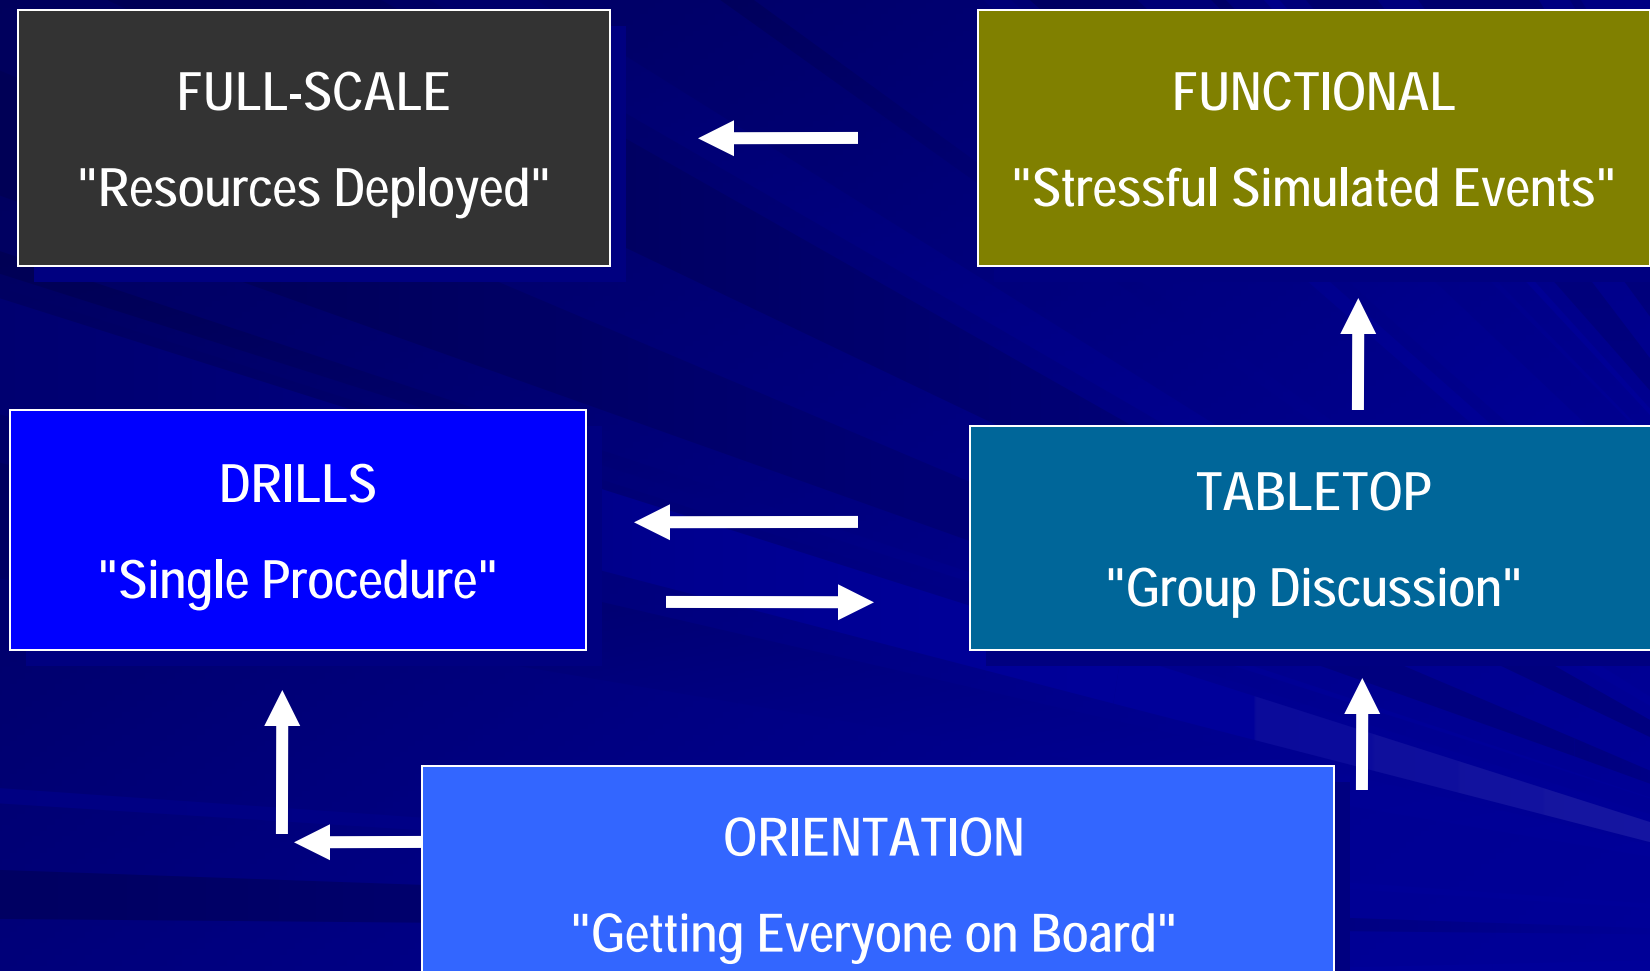 FULL-SCALE
"Resources Deployed"
FUNCTIONAL
"Stressful Simulated Events"
DRILLS
"Single Procedure"
TABLETOP
"Group Discussion"
ORIENTATION
"Getting Everyone on Board"